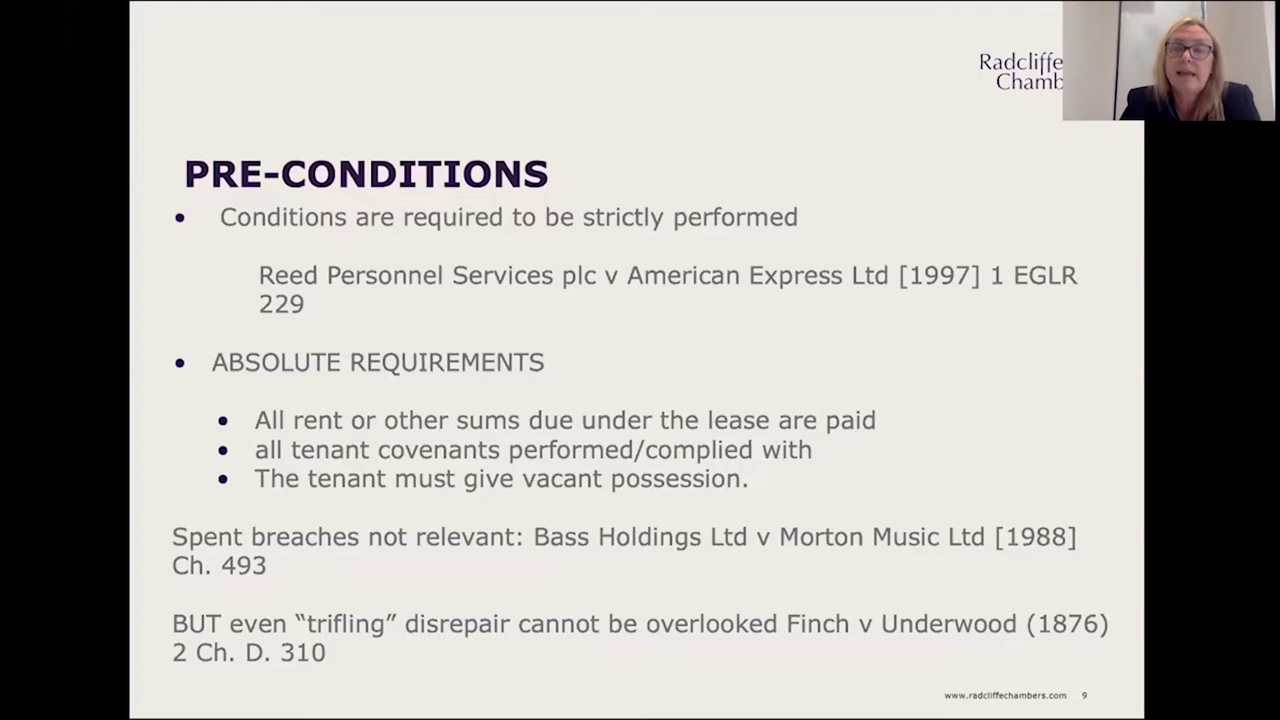 Radcliffe
Chamb
PRE-CONDITIONS
• Conditions are required to be strictly performed
Reed Personnel Services plc v American Express Ltd [1997] 1 EGLR
229
• ABSOLUTE REQUIREMENTS
• All rent or other sums due under the lease are paid
• all tenant covenants performed/complied with
• The tenant must give vacant possession.
Spent breaches not relevant: Bass Holdings Ltd v Morton Music Ltd [1988]
Ch. 493
BUT even “trifling” disrepair cannot be overlooked Finch v Underwood (1876)
2 Ch. D. 310
www.radcliffechambers.com 9